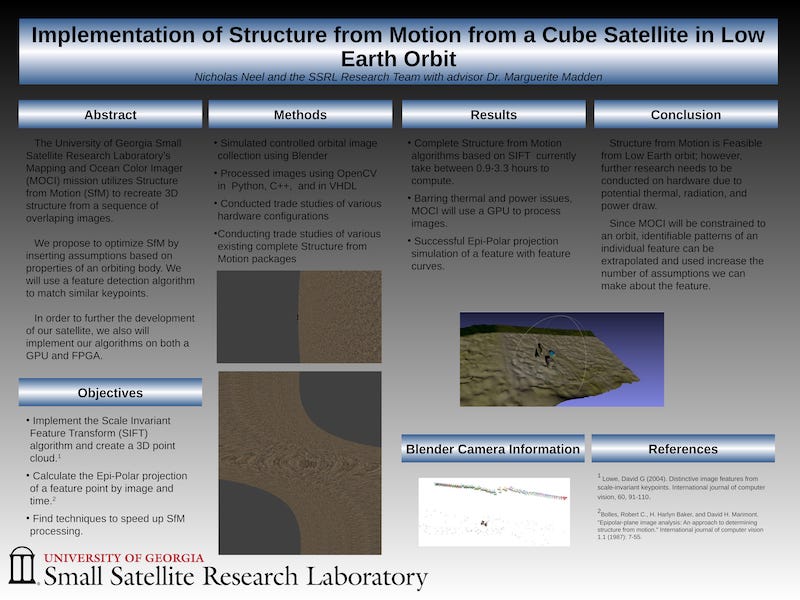 Implementation of Structure from Motion from a Cube Satellite in Low
Earth Orbit
Nicholas Neel and the SSRL Research Team with advisor Dr. Marguerite Madden
Abstract
The University of Georgia Small
Satellite Research Laboratory's
Mapping and Ocean Color Imager
(MOCI) mission utilizes Structure
from Motion (SfM) to recreate 3D
structure from a sequence of
overlaping images.
We propose to optimize SfM by
inserting assumptions based on
properties of an orbiting body. We
will use a feature detection algorithm
to match similar keypoints.
In order to further the development
of our satellite, we also will
implement our algorithms on both a
GPU and FPGA.
Objectives
• Implement the Scale Invariant
Feature Transform (SIFT)
algorithm and create a 3D point
cloud.1
• Calculate the Epi-Polar projection
of a feature point by image and
time.2
• Find techniques to speed up SfM
processing.
Methods
• Simulated controlled orbital image
collection using Blender
• Processed images using OpenCV
in Python, C++, and in VHDL
• Conducted trade studies of various
hardware configurations
•Conducting trade studies of various
existing complete Structure from
Motion packages
Results
• Complete Structure from Motion
algorithms based on SIFT currently
take between 0.9-3.3 hours to
compute.
• Barring thermal and power issues,
MOCI will use a GPU to process
images.
• Successful Epi-Polar projection
simulation of a feature with feature
curves.
Conclusion
Structure from Motion is Feasible
from Low Earth orbit; however,
further research needs to be
conducted on hardware due to
potential thermal, radiation, and
power draw.
Since MOCI will be constrained to
an orbit, identifiable patterns of an
individual feature can be
extrapolated and used increase the
number of assumptions we can
make about the feature.
Blender Camera Information
References
1 Lowe, David G (2004). Distinctive image features from
scale-invariant keypoints. International journal of computer
vision, 60, 91-110.
2Bolles, Robert C., H. Harlyn Baker, and David H. Marimont.
"Epipolar-plane image analysis: An approach to determining
structure from motion." International journal of computer vision
1.1 (1987): 7-55.
UNIVERSITY OF GEORGIA
Small Satellite Research Laboratory